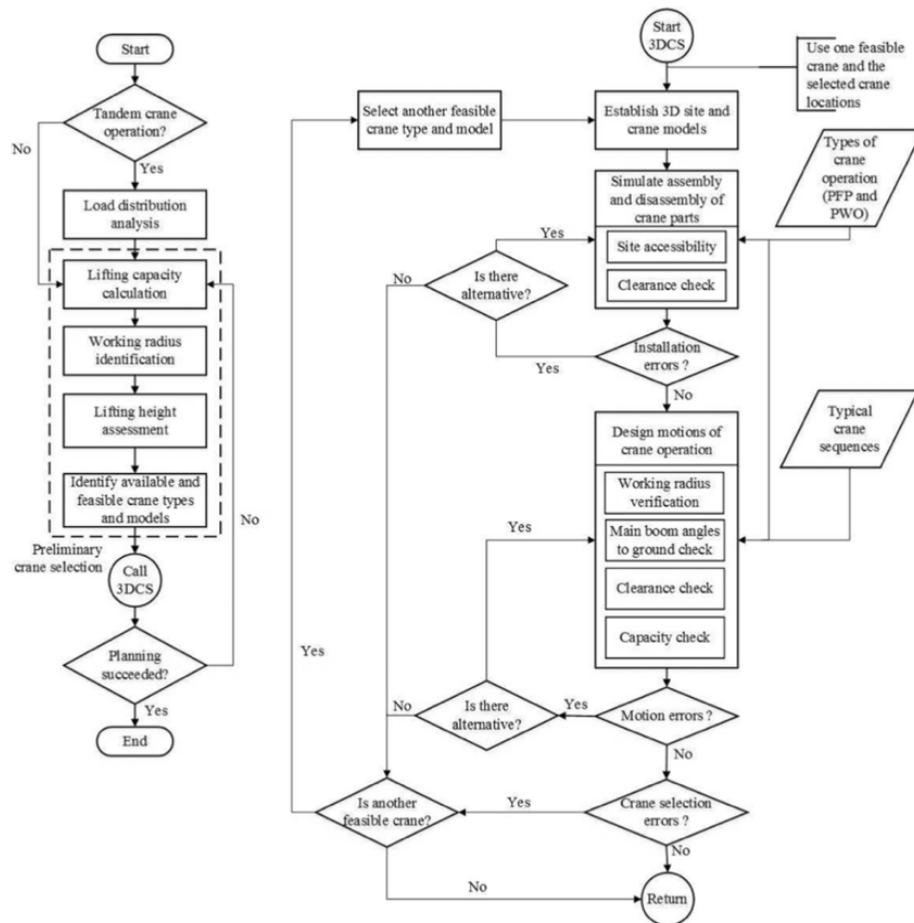 Start
Tandem crane
operation?
No
Yes
Load distribution
analysis
Lifting capacity
calculation
Working radius
identification
Lifting height
assessment
Identify available and
feasible crane types
and models
No
Preliminary
crane selection
Call
3DCS
Planning
succeeded?
Yes
End
Start
3DCS
Use one feasible
crane and the
selected crane
locations
Select another feasible
crane type and model
Establish 3D site and
crane models
Types of
crane
operation
(PFP and
PWO)
Simulate assembly
and disassembly of
crane parts
Yes
Site accessibility
No
Is there
alternative?
Clearance check
Installation
errors ?
Yes
No
Typical
crane
sequences
Design motions of
crane operation
Working radius
verification
Yes
Main boom angles
to ground check
Clearance check
Capacity check
Yes
Is there
alternative?
Yes
No
Motion errors ?
No
Is another
feasible crane?
Yes
Crane selection
errors ?
No
No
Return